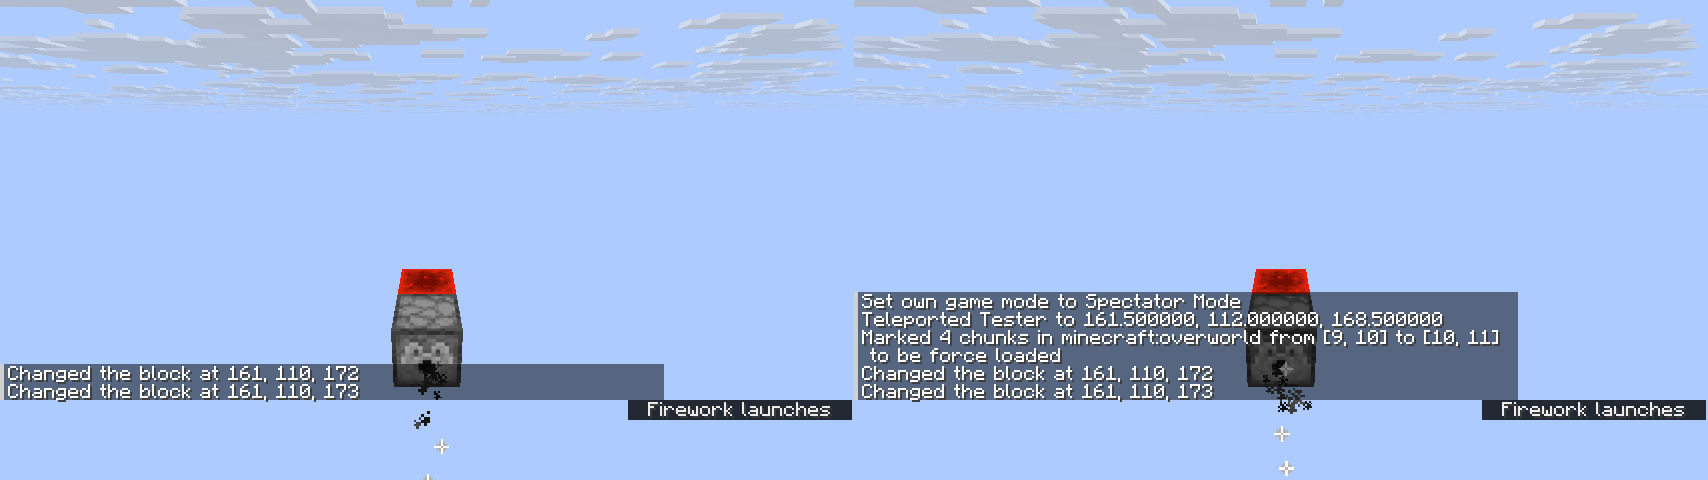 Changed the block at 161, 110, 172
Changed the block at 161, 110, 173
Firework launches
Set own game mode to Spectator Mode
Teleported Tester to 161.500000, 112.000000, 168.500000
Marked 4 chunks in minecraft:overworld from [9, 10] to [10, 11]
to be force loaded
Changed the block at 161, 110, 172
Changed the block at 161, 110, 173
Firework launches